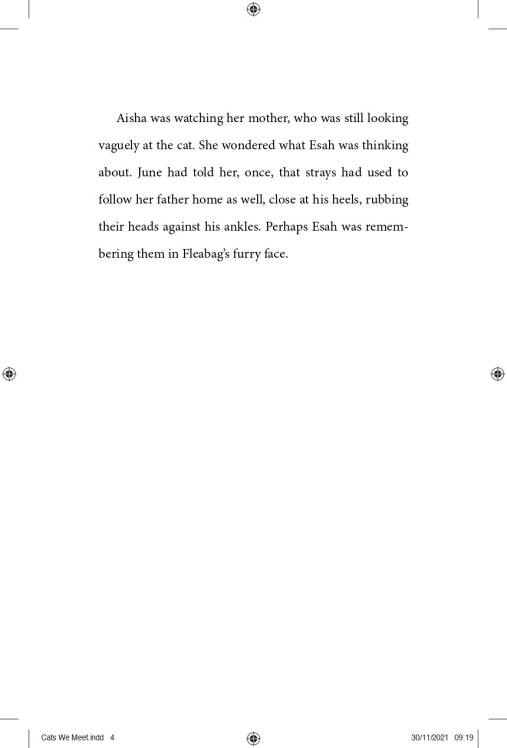 Aisha was watching her mother, who was still looking
vaguely at the cat. She wondered what Esah was thinking
about. June had told her, once, that strays had used to
follow her father home as well, close at his heels, rubbing
their heads against his ankles. Perhaps Esah was remem-
bering them in Fleabag’s furry face.
Cats We Meet.indd 4
30/11/2021 09:19